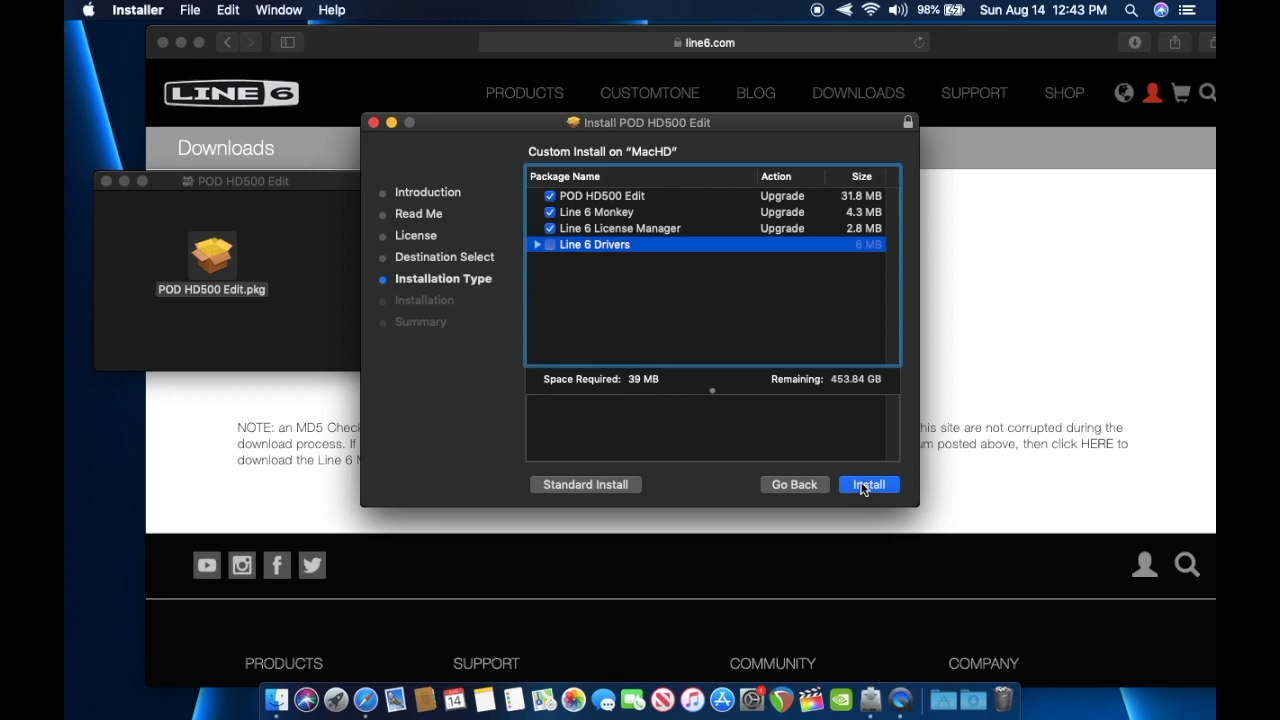 Installer File Edit Window Help
98% Sun Aug 14 12:43 PM
line6.com
LINE 6
PRODUCTS CUSTOMTONE BLOG DOWNLOADS SUPPORT SHOP
Install POD HD500 Edit
Downloads
Custom Install on “MacHD”
POD HD500 Edit
POD HD500 Edit.pkg
Introduction
Read Me
License
Destination Select
Installation Type
Installation
Summary
Package Name Action Size
POD HD500 Edit Upgrade 31.8 MB
Line 6 Monkey Upgrade 4.3 MB
Line 6 License Manager Upgrade 2.8 MB
Line 6 Drivers 6 MB
Space Required: 39 MB Remaining: 453.84 GB
NOTE: an MD5 Check
his site are not corrupted during the
download process. If
um posted above, then click HERE to
download the Line 6 M
Standard Install Go Back Install
PRODUCTS SUPPORT COMMUNITY COMPANY
14